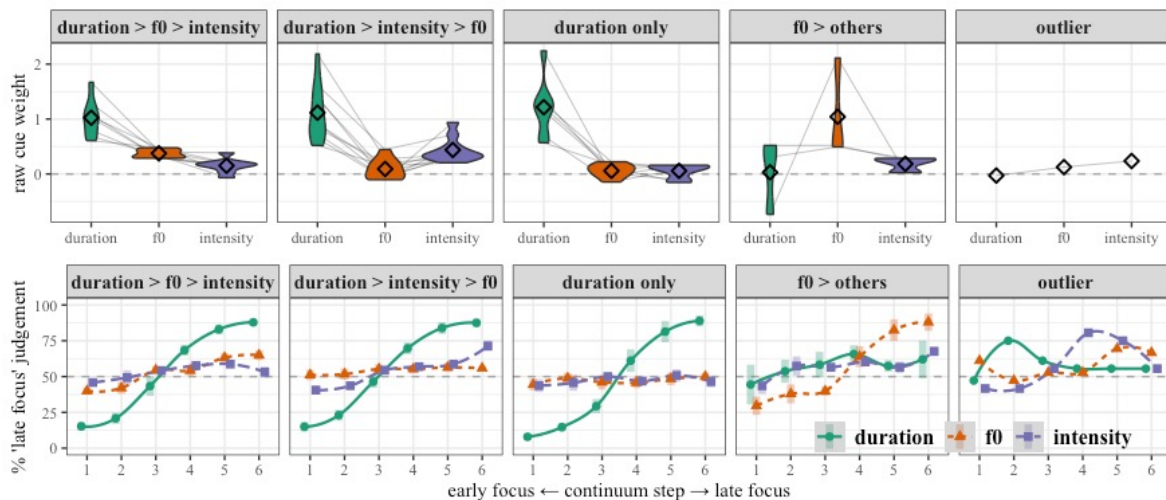 duration > f0 > intensity
duration > intensity > f0
duration only
f0 > others
outlier
raw cue weight
2
1
0
duration f0 intensity
duration f0 intensity
duration f0 intensity
duration f0 intensity
duration f0 intensity
duration > f0 > intensity
duration > intensity > f0
duration only
f0 > others
outlier
% 'late focus' judgement
100
75
50
25
0
duration f0 intensity
1 2 3 4 5 6
1 2 3 4 5 6
1 2 3 4 5 6
1 2 3 4 5 6
1 2 3 4 5 6
early focus ← continuum step → late focus